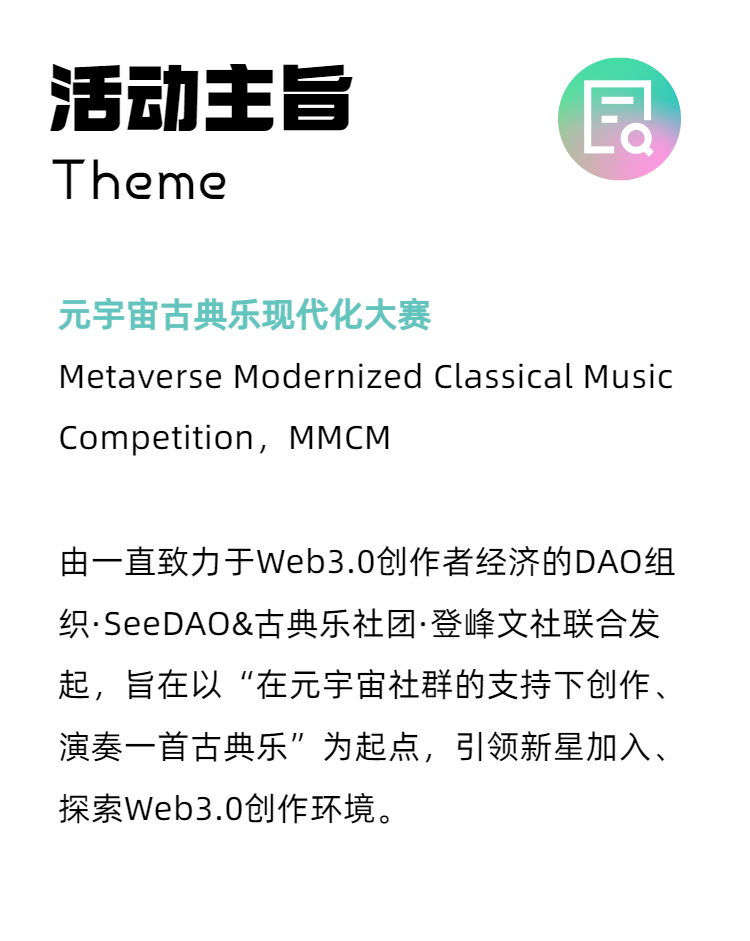 活动主旨
Theme
元宇宙古典乐现代化大赛
Metaverse Modernized Classical Music
Competition，MMCM
由一直致力于Web3.0创作者经济的DAO组
织·SeeDAO&古典乐社团·登峰文社联合发
起，旨在以“在元宇宙社群的支持下创作、
演奏一首古典乐”为起点，引领新星加入、
探索Web3.0创作环境。